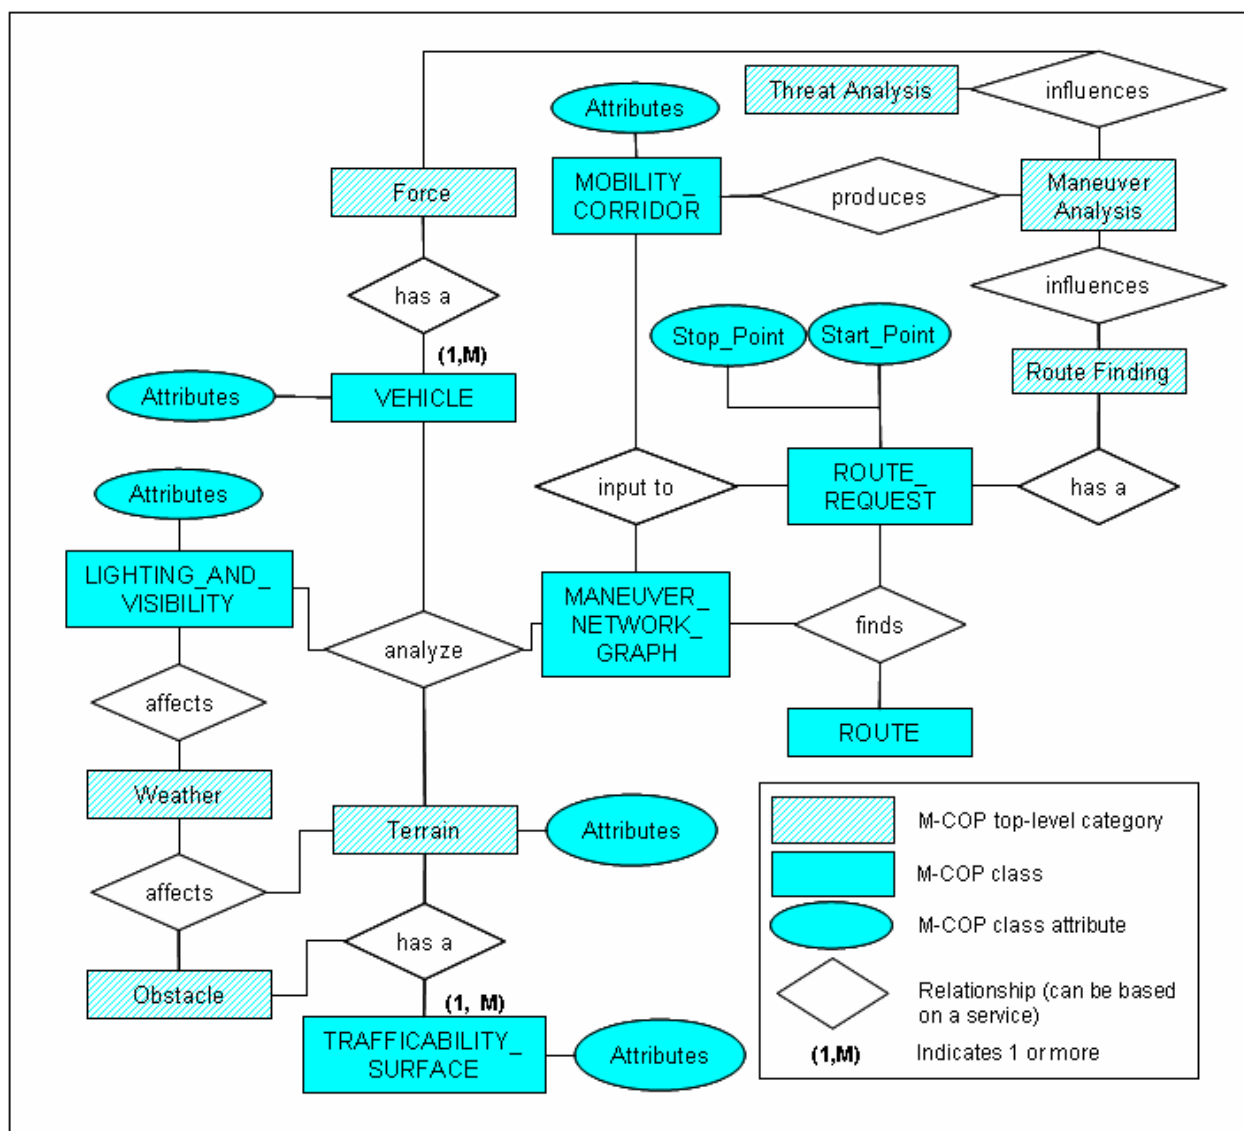 influences
Threat Analysis
Attributes
MOBILITY_
CORRIDOR
produces
Maneuver
Analysis
Force
has a
influences
(1,M)
Stop_Point
Start_Point
Route Finding
Attributes
VEHICLE
Attributes
input to
ROUTE_
REQUEST
has a
LIGHTING_AND_
VISIBILITY
MANEUVER_
NETWORK_
GRAPH
analyze
finds
affects
ROUTE
Weather
Terrain
Attributes
affects
has a
Obstacle
(1, M)
TRAFFICABILITY_
SURFACE
Attributes
M-COP top-level category
M-COP class
M-COP class attribute
Relationship (can be based
on a service)
(1,M)
Indicates 1 or more